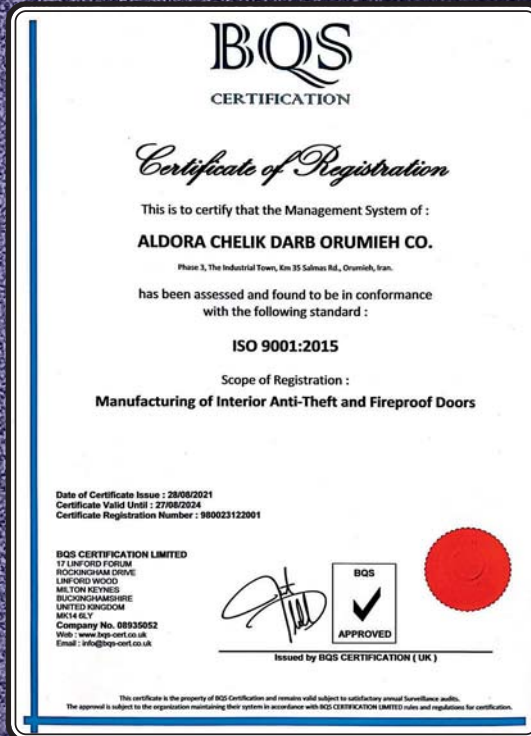 BQS
CERTIFICATION
Certificate of Registration
This is to certify that the Management System of :
ALDORA CHELIK DARB ORUMIEH CO.
Phase 3, The Industrial Town, Km 35 Salmas Rd., Orumieh, Iran.
has been assessed and found to be in conformance
with the following standard :
ISO 9001:2015
Scope of Registration :
Manufacturing of Interior Anti-Theft and Fireproof Doors
Date of Certificate Issue : 28/08/2021
Certificate Valid Until : 27/08/2024
Certificate Registration Number : 980023122001
BQS CERTIFICATION LIMITED
17 LINFORD FORUM
ROCKINGHAM DRIVE
LINFORD WOOD
MILTON KEYNES
BUCKINGHAMSHIRE
UNITED KINGDOM
MK14 6LY
Company No. 08935052
Web : www.bqs-cert.co.uk
Email : info@bqs-cert.co.uk
BQS
APPROVED
Issued by BQS CERTIFICATION ( UK )
This certificate is the property of BQS Certification and remains valid subject to satisfactory annual Surveillance audits.
The approval is subject to the organization maintaining their system in accordance with BQS CERTIFICATION LIMITED rules and regulations for certification.